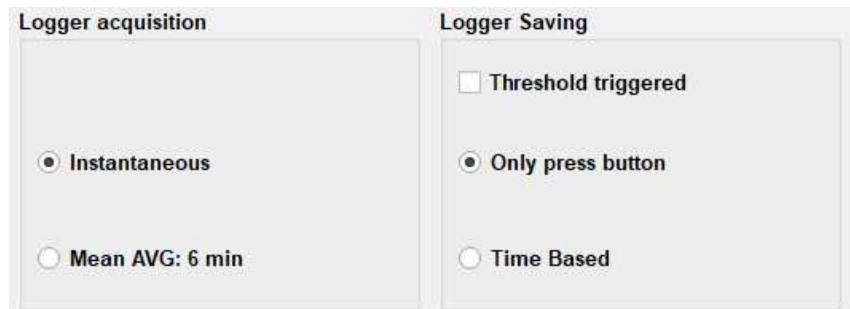 Logger acquisition
Instantaneous
Mean AVG: 6 min
Logger Saving
Threshold triggered
Only press button
Time Based